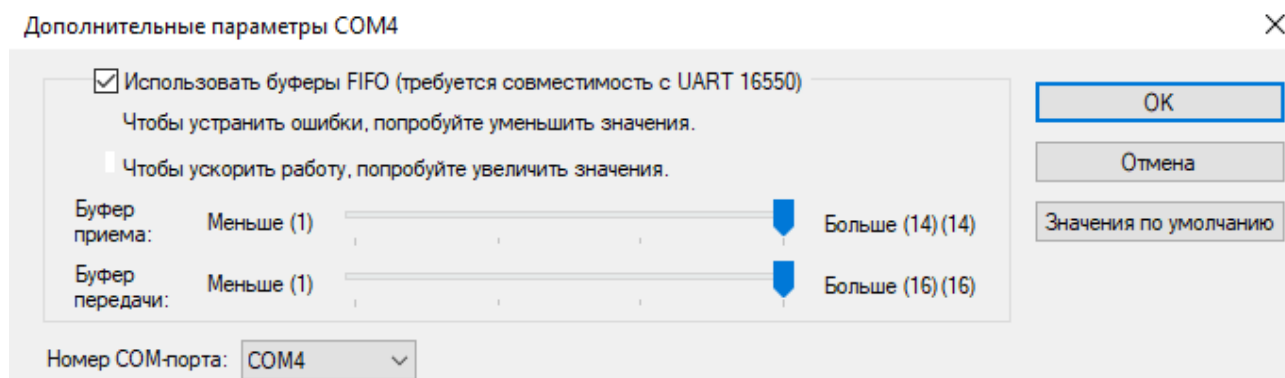 Дополнительные параметры COM4
Использовать буферы FIFO (требуется совместимость с UART 16550)
Чтобы устранить ошибки, попробуйте уменьшить значения.
Чтобы ускорить работу, попробуйте увеличить значения.
Буфер приема: Меньше (1) Больше (14) (14)
Буфер передачи: Меньше (1) Больше (16) (16)
Номер COM-порта: COM4
OK
Отмена
Значения по умолчанию